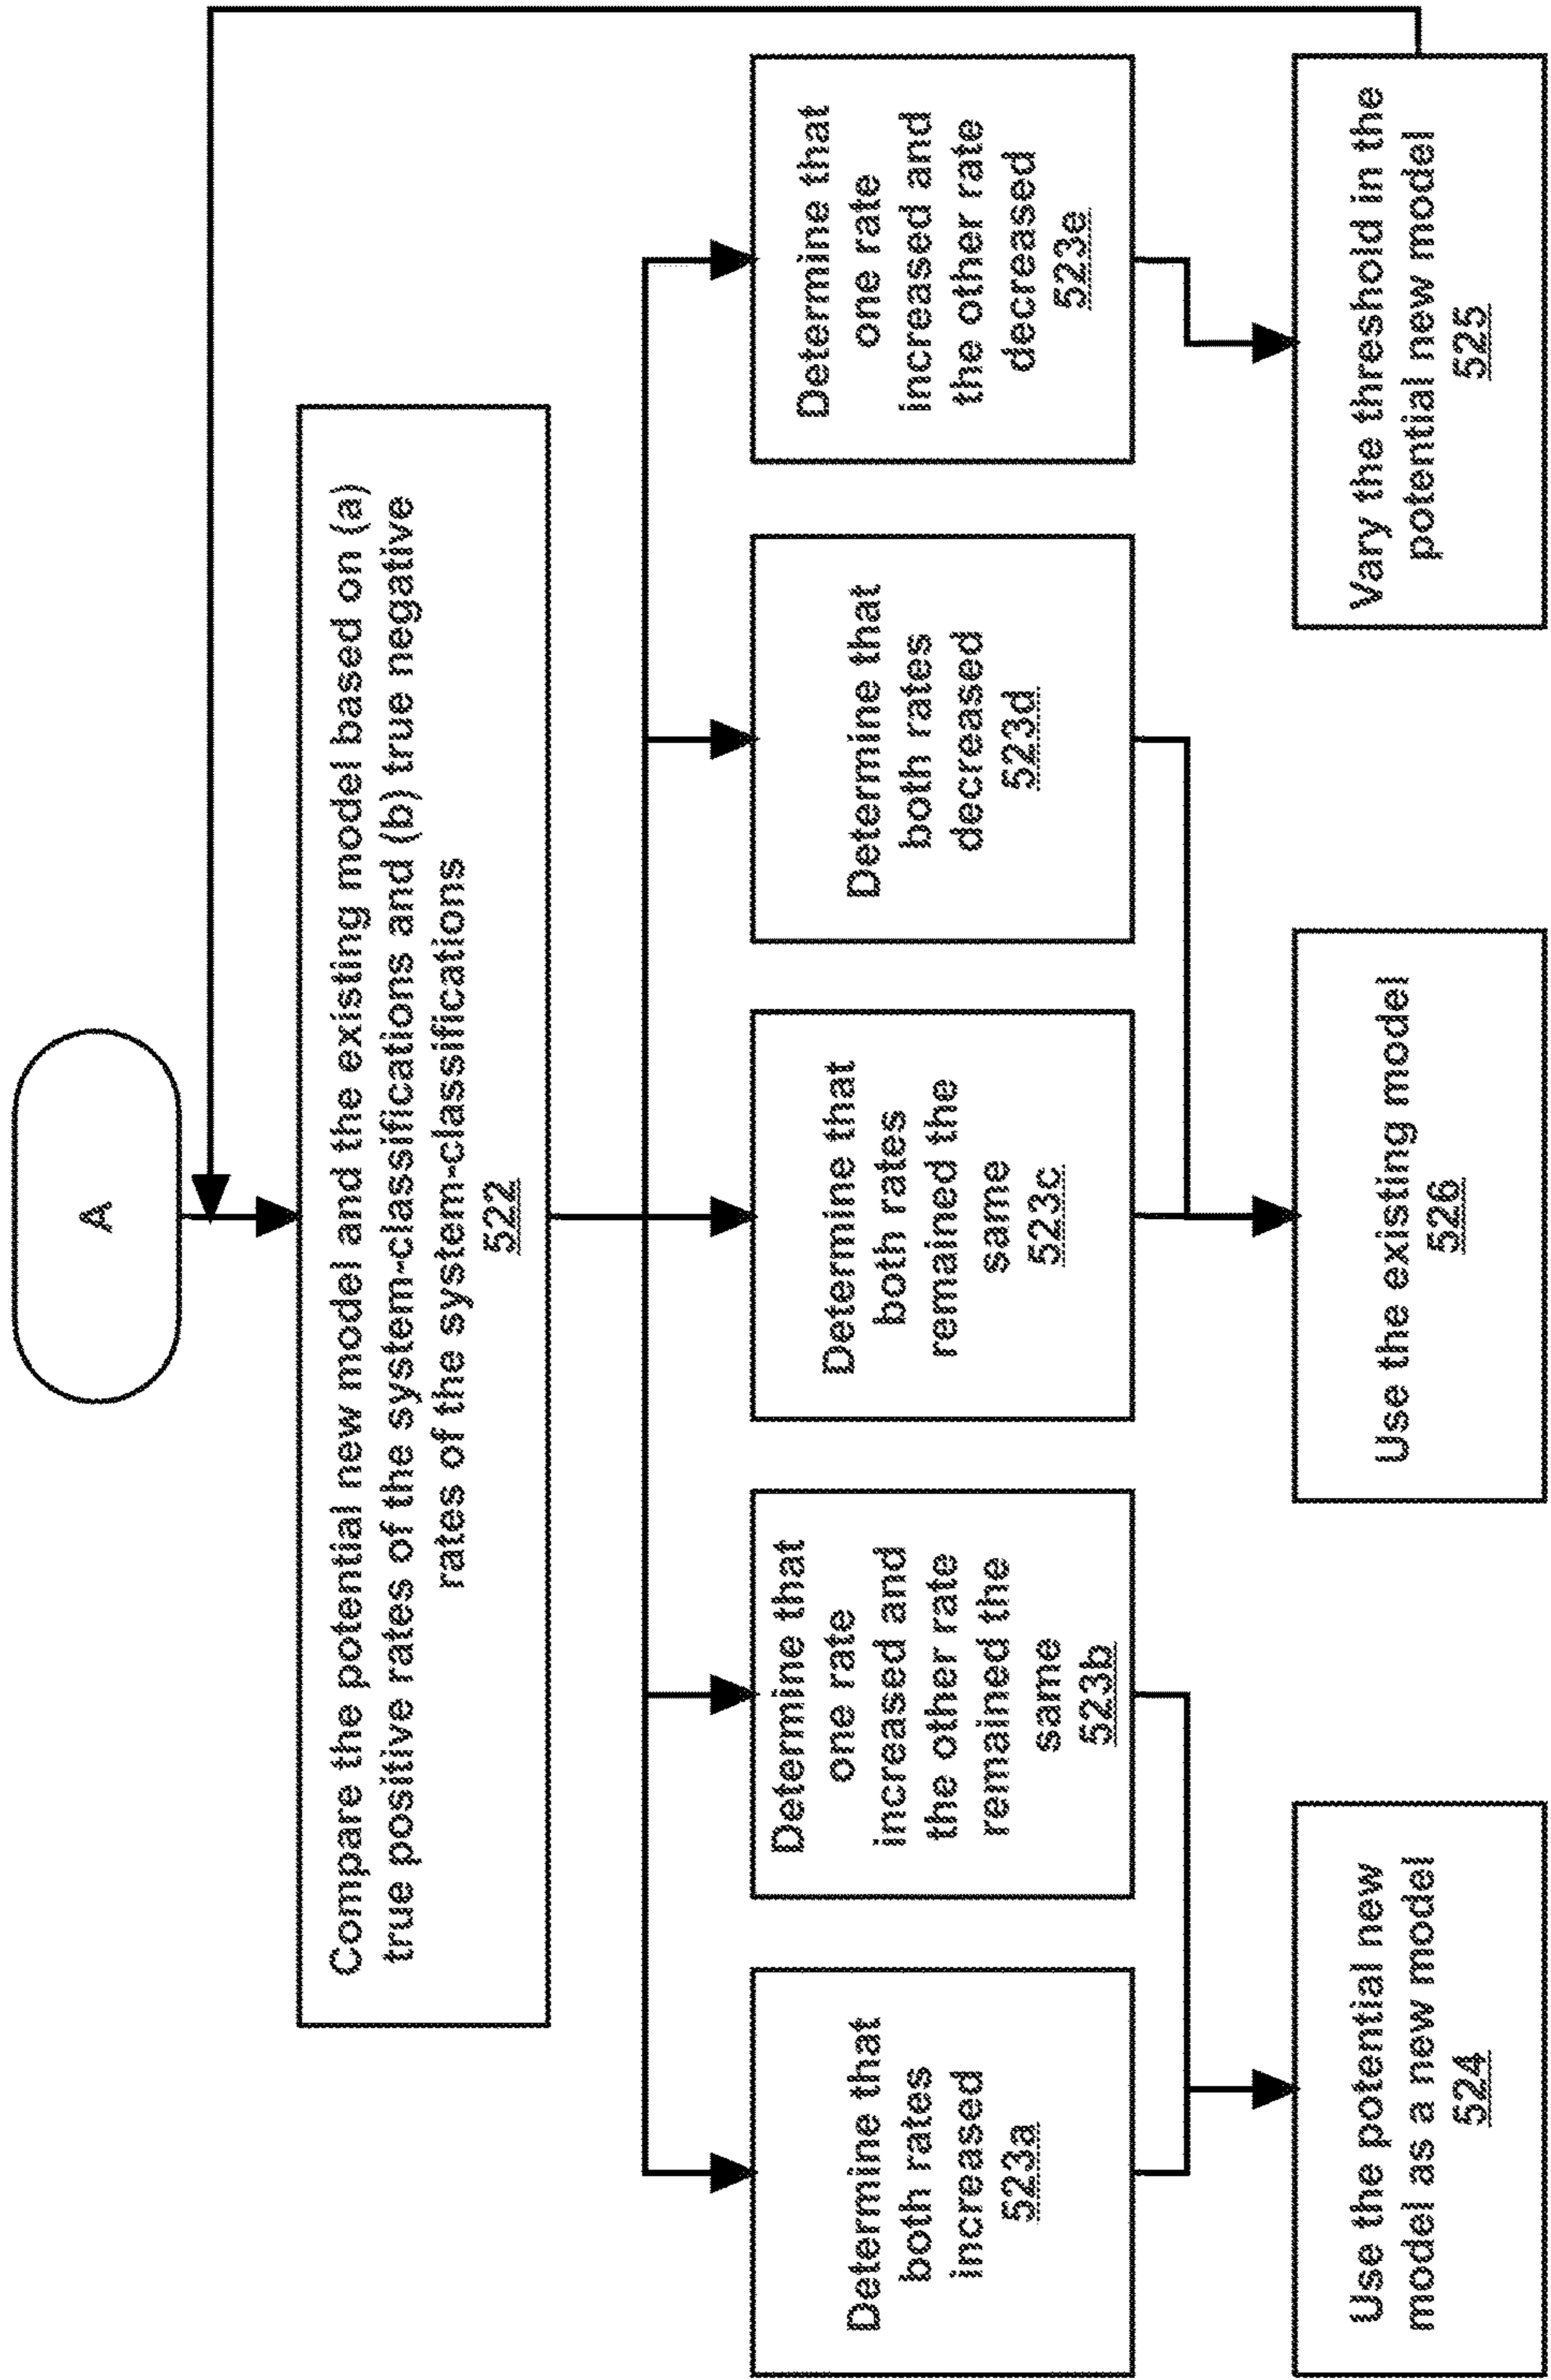 A
Compare the potential new model and the existing model based on (a)
true positive rates of the system-classifications and (b) true negative
rates of the system-classifications
522
Determine that
both rates
increased
523a
Determine that
one rate
increased and
the other rate
remained the
same
523b
Determine that
both rates
remained the
same
523c
Determine that
both rates
decreased
523d
Determine that
one rate
increased and
the other rate
decreased
523e
Use the potential new
model as a new model
524
Use the existing model
526
Vary the threshold in the
potential new model
525